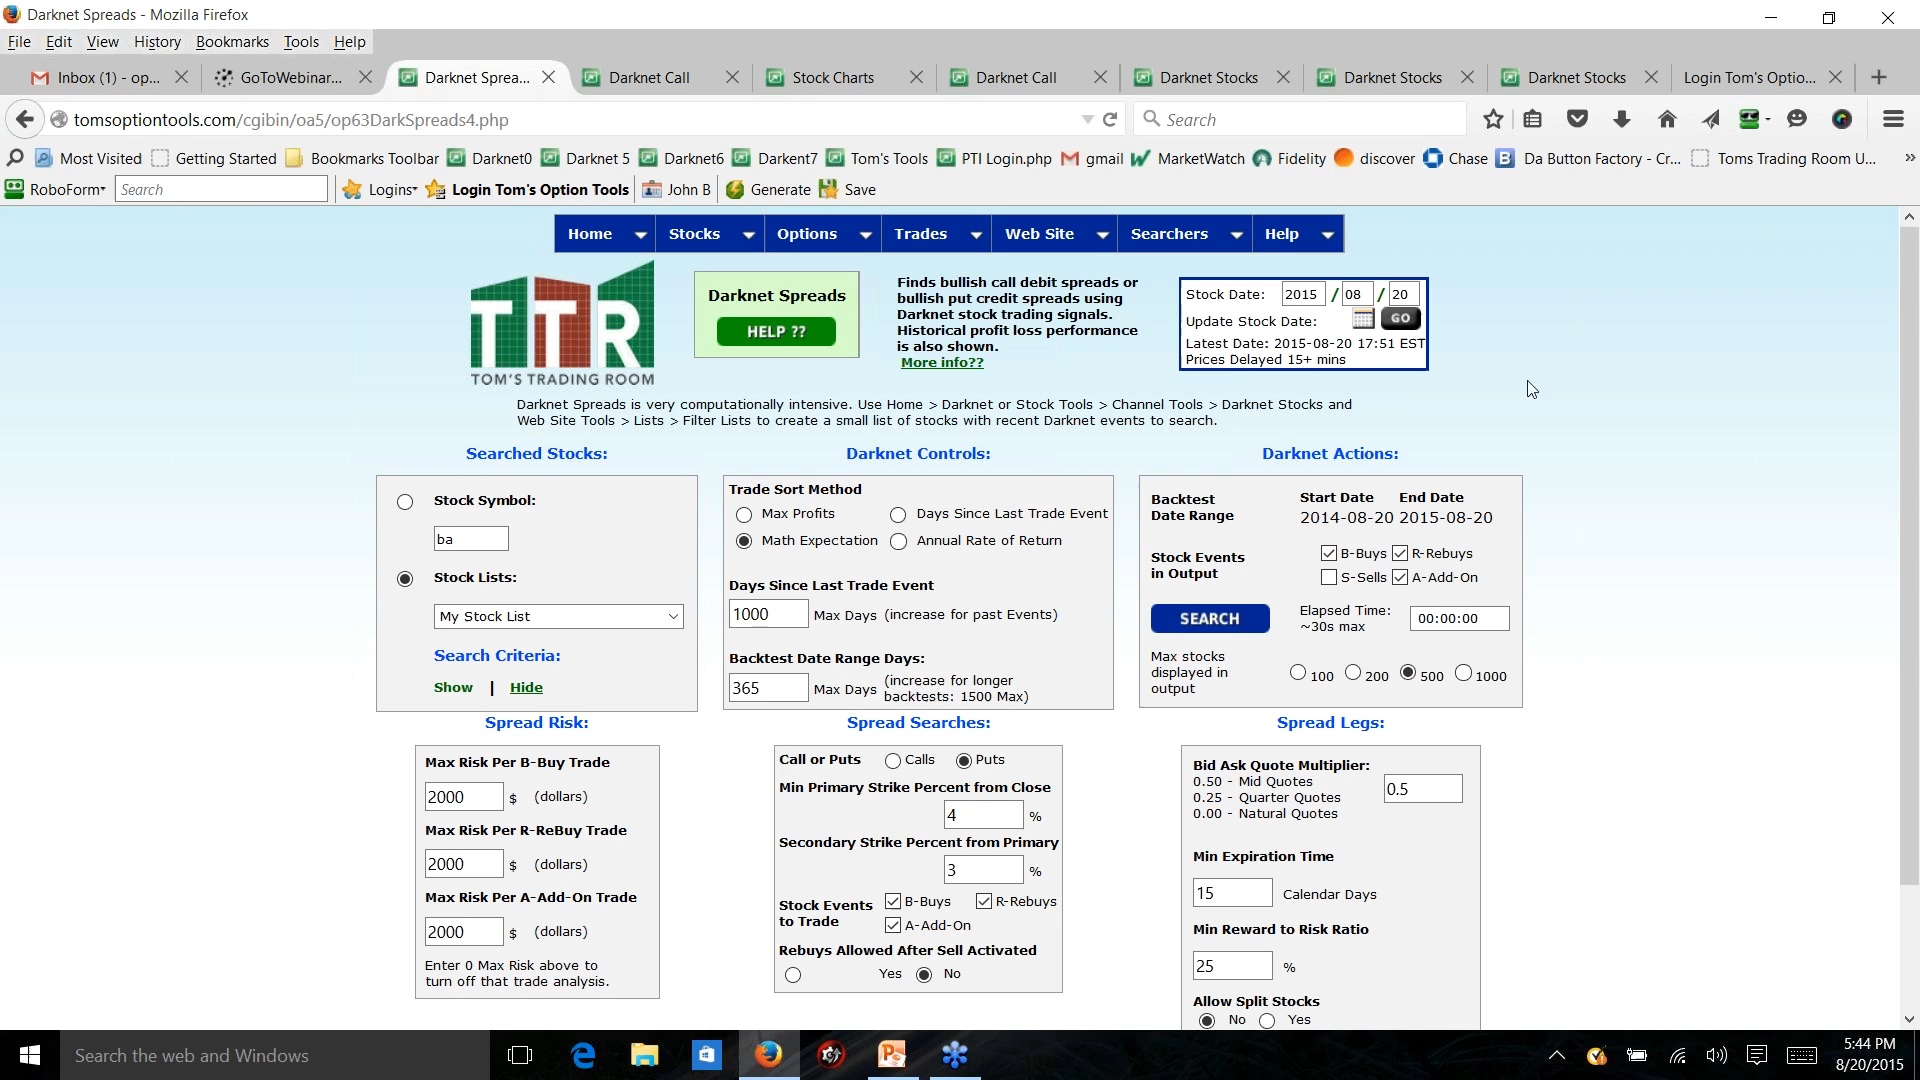 Darknet Spreads - Mozilla Firefox
File Edit View History Bookmarks Tools Help
Inbox (1) - op... GoToWebinar... Darknet Sprea... Darknet Call Stock Charts Darknet Call Darknet Stocks Darknet Stocks Darknet Stocks Login Tom's Optio...
tomsoptiontools.com/cgibin/oa5/op63DarkSpreads4.php Search
Most Visited Getting Started Bookmarks Toolbar Darknet0 Darknet 5 Darknet6 Darkent7 Tom's Tools PTI Login.php gmail MarketWatch Fidelity discover Chase Da Button Factory - Cr... Toms Trading Room U...
RoboForm Search Logins Login Tom's Option Tools John B Generate Save
Home Stocks Options Trades Web Site Searchers Help
TTR
TOM'S TRADING ROOM
Darknet Spreads
HELP ??
Finds bullish call debit spreads or
bullish put credit spreads using
Darknet stock trading signals.
Historical profit loss performance
is also shown.
More info??
Stock Date: 2015 / 08 / 20
Update Stock Date: GO
Latest Date: 2015-08-20 17:51 EST
Prices Delayed 15+ mins
Darknet Spreads is very computationally intensive. Use Home > Darknet or Stock Tools > Channel Tools > Darknet Stocks and
Web Site Tools > Lists > Filter Lists to create a small list of stocks with recent Darknet events to search.
Searched Stocks:
Stock Symbol:
ba
Stock Lists:
My Stock List
Search Criteria:
Show | Hide
Darknet Controls:
Trade Sort Method
Max Profits Days Since Last Trade Event
Math Expectation Annual Rate of Return
Days Since Last Trade Event
1000 Max Days (increase for past Events)
Backtest Date Range Days:
365 Max Days (increase for longer
backtests: 1500 Max)
Darknet Actions:
Backtest Start Date End Date
Date Range 2014-08-20 2015-08-20
Stock Events B-Buys R-Rebuys
in Output S-Sells A-Add-On
SEARCH Elapsed Time: 00:00:00
~30s max
Max stocks
displayed in 100 200 500 1000
output
Spread Risk:
Max Risk Per B-Buy Trade
2000 $ (dollars)
Max Risk Per R-ReBuy Trade
2000 $ (dollars)
Max Risk Per A-Add-On Trade
2000 $ (dollars)
Enter 0 Max Risk above to
turn off that trade analysis.
Spread Searches:
Call or Puts Calls Puts
Min Primary Strike Percent from Close
4 %
Secondary Strike Percent from Primary
3 %
Stock Events B-Buys R-Rebuys
to Trade A-Add-On
Rebuys Allowed After Sell Activated
Yes No
Spread Legs:
Bid Ask Quote Multiplier:
0.50 - Mid Quotes 0.5
0.25 - Quarter Quotes
0.00 - Natural Quotes
Min Expiration Time
15 Calendar Days
Min Reward to Risk Ratio
25 %
Allow Split Stocks
No Yes
Search the web and Windows
5:44 PM
8/20/2015